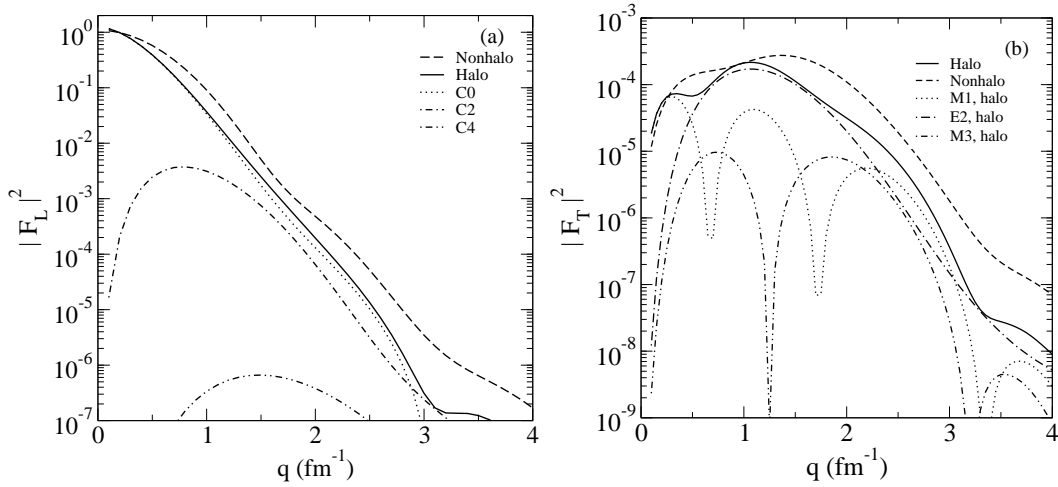 (a)
Nonhalo
Halo
C0
C2
C4
10^0
10^-1
10^-2
10^-3
10^-4
10^-5
10^-6
10^-7
| F_L |^2
0 1 2 3 4
q (fm^-1)
(b)
Halo
Nonhalo
M1, halo
E2, halo
M3, halo
10^-3
10^-4
10^-5
10^-6
10^-7
10^-8
10^-9
| F_T |^2
0 1 2 3 4
q (fm^-1)